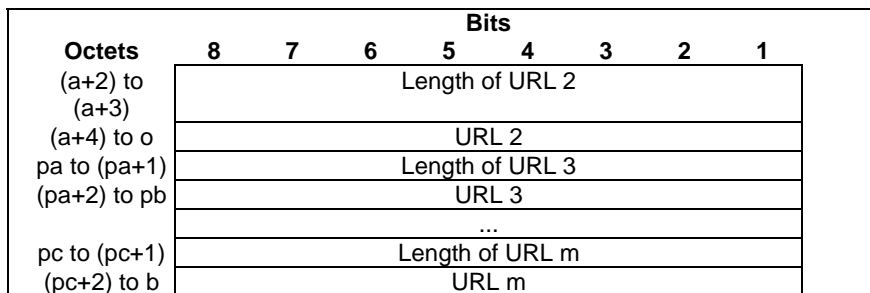 Bits
Octets 8 7 6 5 4 3 2 1
(a+2) to Length of URL 2
(a+3)
(a+4) to o URL 2
pa to (pa+1) Length of URL 3
(pa+2) to pb URL 3
...
pc to (pc+1) Length of URL m
(pc+2) to b URL m